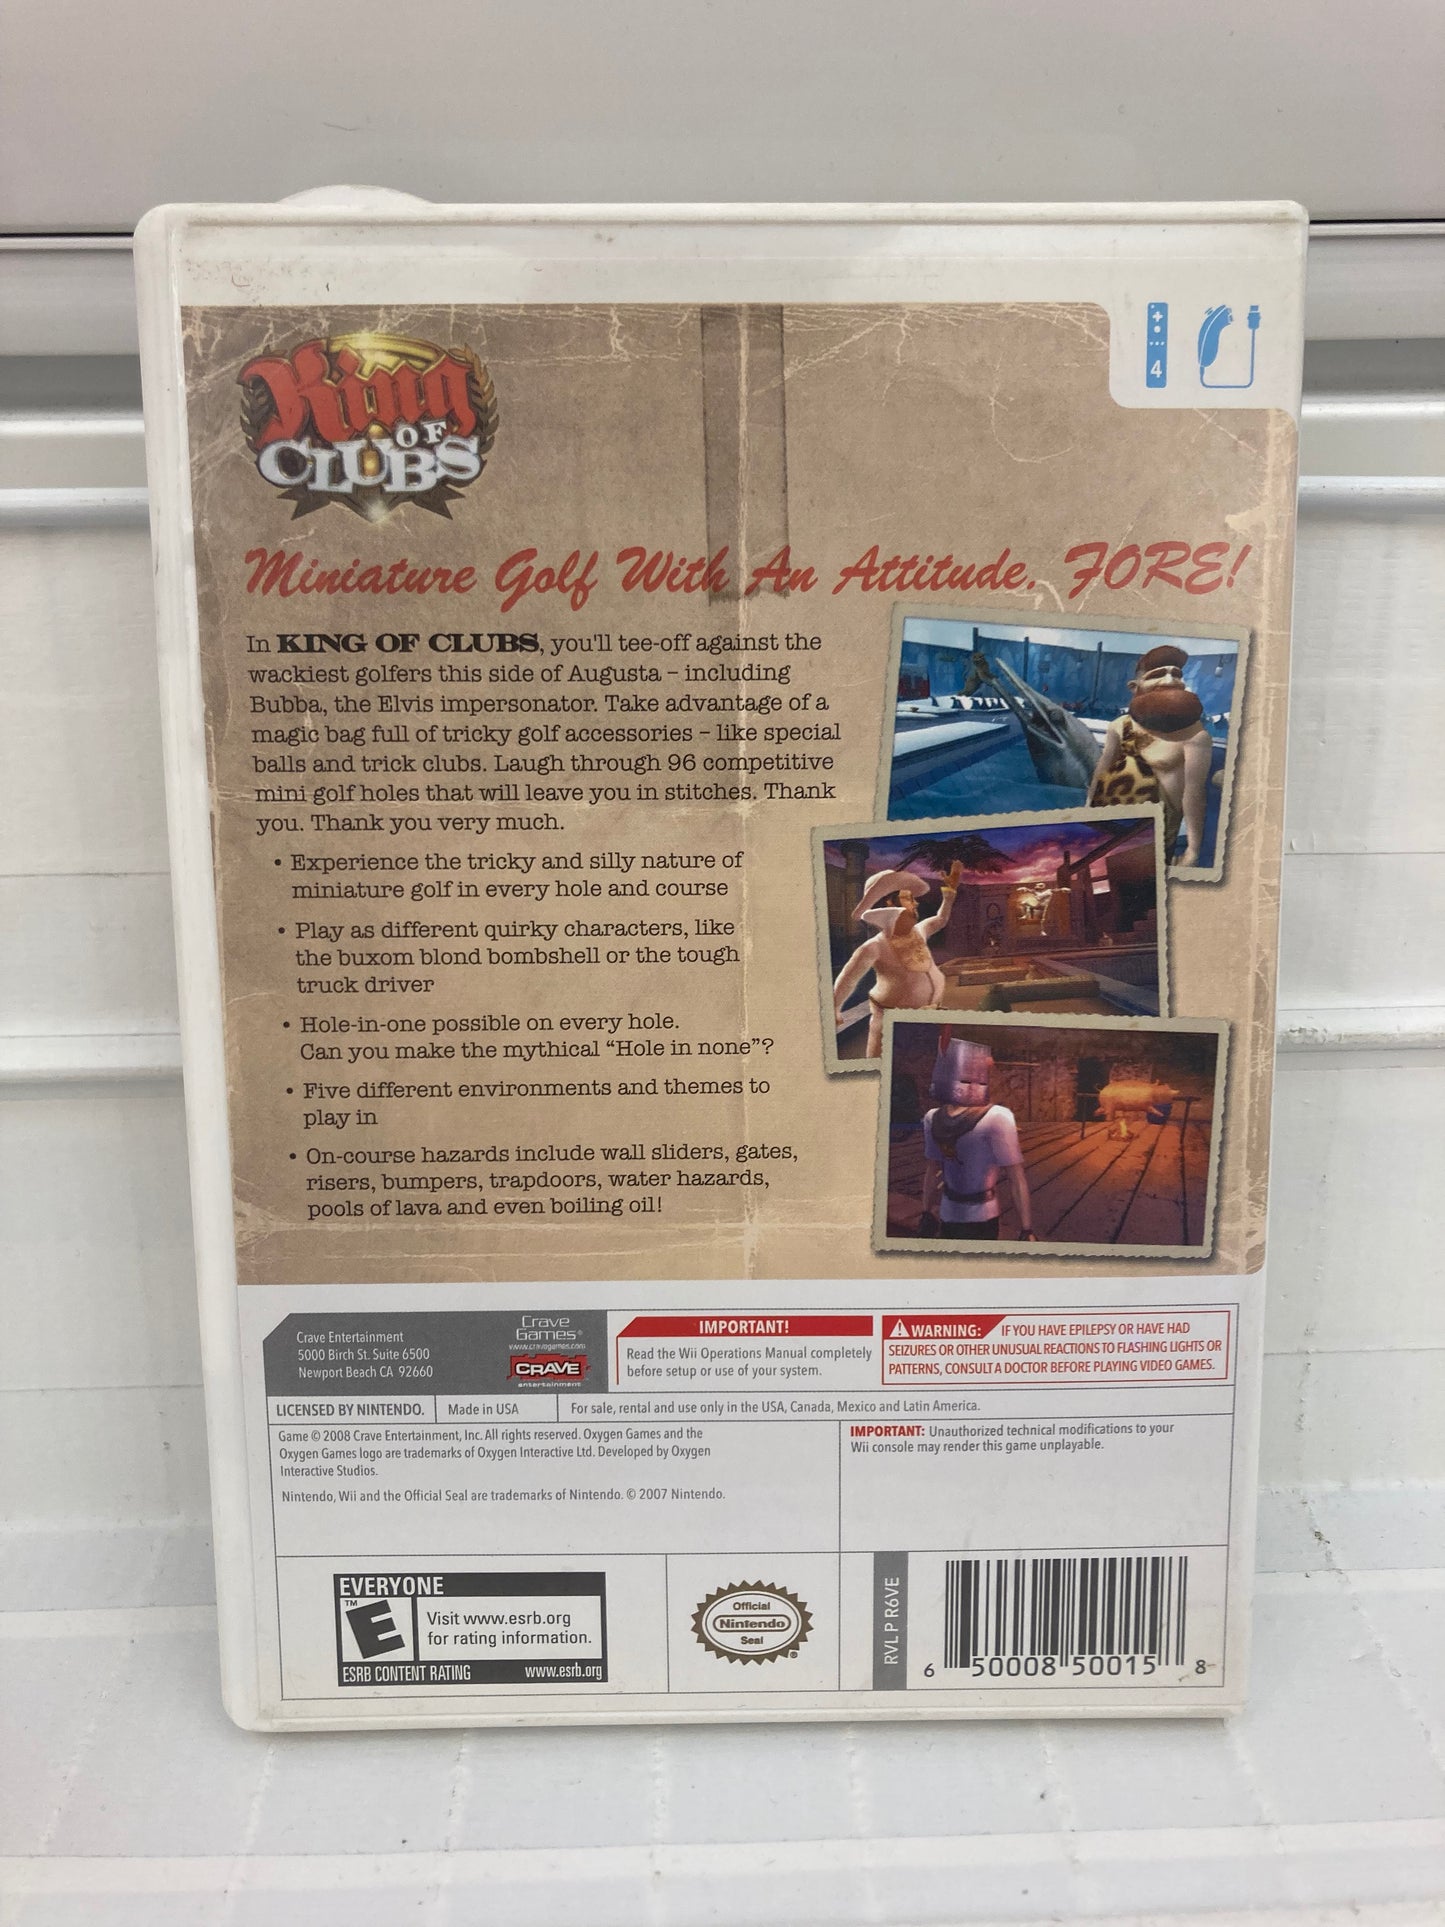 4
King
OF
CLUBS
Miniature Golf With An Attitude. FORE!
In KING OF CLUBS, you'll tee-off against the
wackiest golfers this side of Augusta – including
Bubba, the Elvis impersonator. Take advantage of a
magic bag full of tricky golf accessories – like special
balls and trick clubs. Laugh through 96 competitive
mini golf holes that will leave you in stitches. Thank
you. Thank you very much.
• Experience the tricky and silly nature of
miniature golf in every hole and course
• Play as different quirky characters, like
the buxom blond bombshell or the tough
truck driver
• Hole-in-one possible on every hole.
Can you make the mythical “Hole in none”?
• Five different environments and themes to
play in
• On-course hazards include wall sliders, gates,
risers, bumpers, trapdoors, water hazards,
pools of lava and even boiling oil!
Crave Entertainment
5000 Birch St. Suite 6500
Newport Beach CA 92660
Crave
Games®
www.cravegames.com
CRAVE
entertainment
IMPORTANT!
Read the Wii Operations Manual completely
before setup or use of your system.
WARNING: IF YOU HAVE EPILEPSY OR HAVE HAD
SEIZURES OR OTHER UNUSUAL REACTIONS TO FLASHING LIGHTS OR
PATTERNS, CONSULT A DOCTOR BEFORE PLAYING VIDEO GAMES.
LICENSED BY NINTENDO.
Made in USA
For sale, rental and use only in the USA, Canada, Mexico and Latin America.
Game © 2008 Crave Entertainment, Inc. All rights reserved. Oxygen Games and the
Oxygen Games logo are trademarks of Oxygen Interactive Ltd. Developed by Oxygen
Interactive Studios.
Nintendo, Wii and the Official Seal are trademarks of Nintendo. © 2007 Nintendo.
IMPORTANT: Unauthorized technical modifications to your
Wii console may render this game unplayable.
EVERYONE
E
TM
Visit www.esrb.org
for rating information.
ESRB CONTENT RATING www.esrb.org
Official
Nintendo
Seal
®
RVL P R6VE
6 50008 50015 8